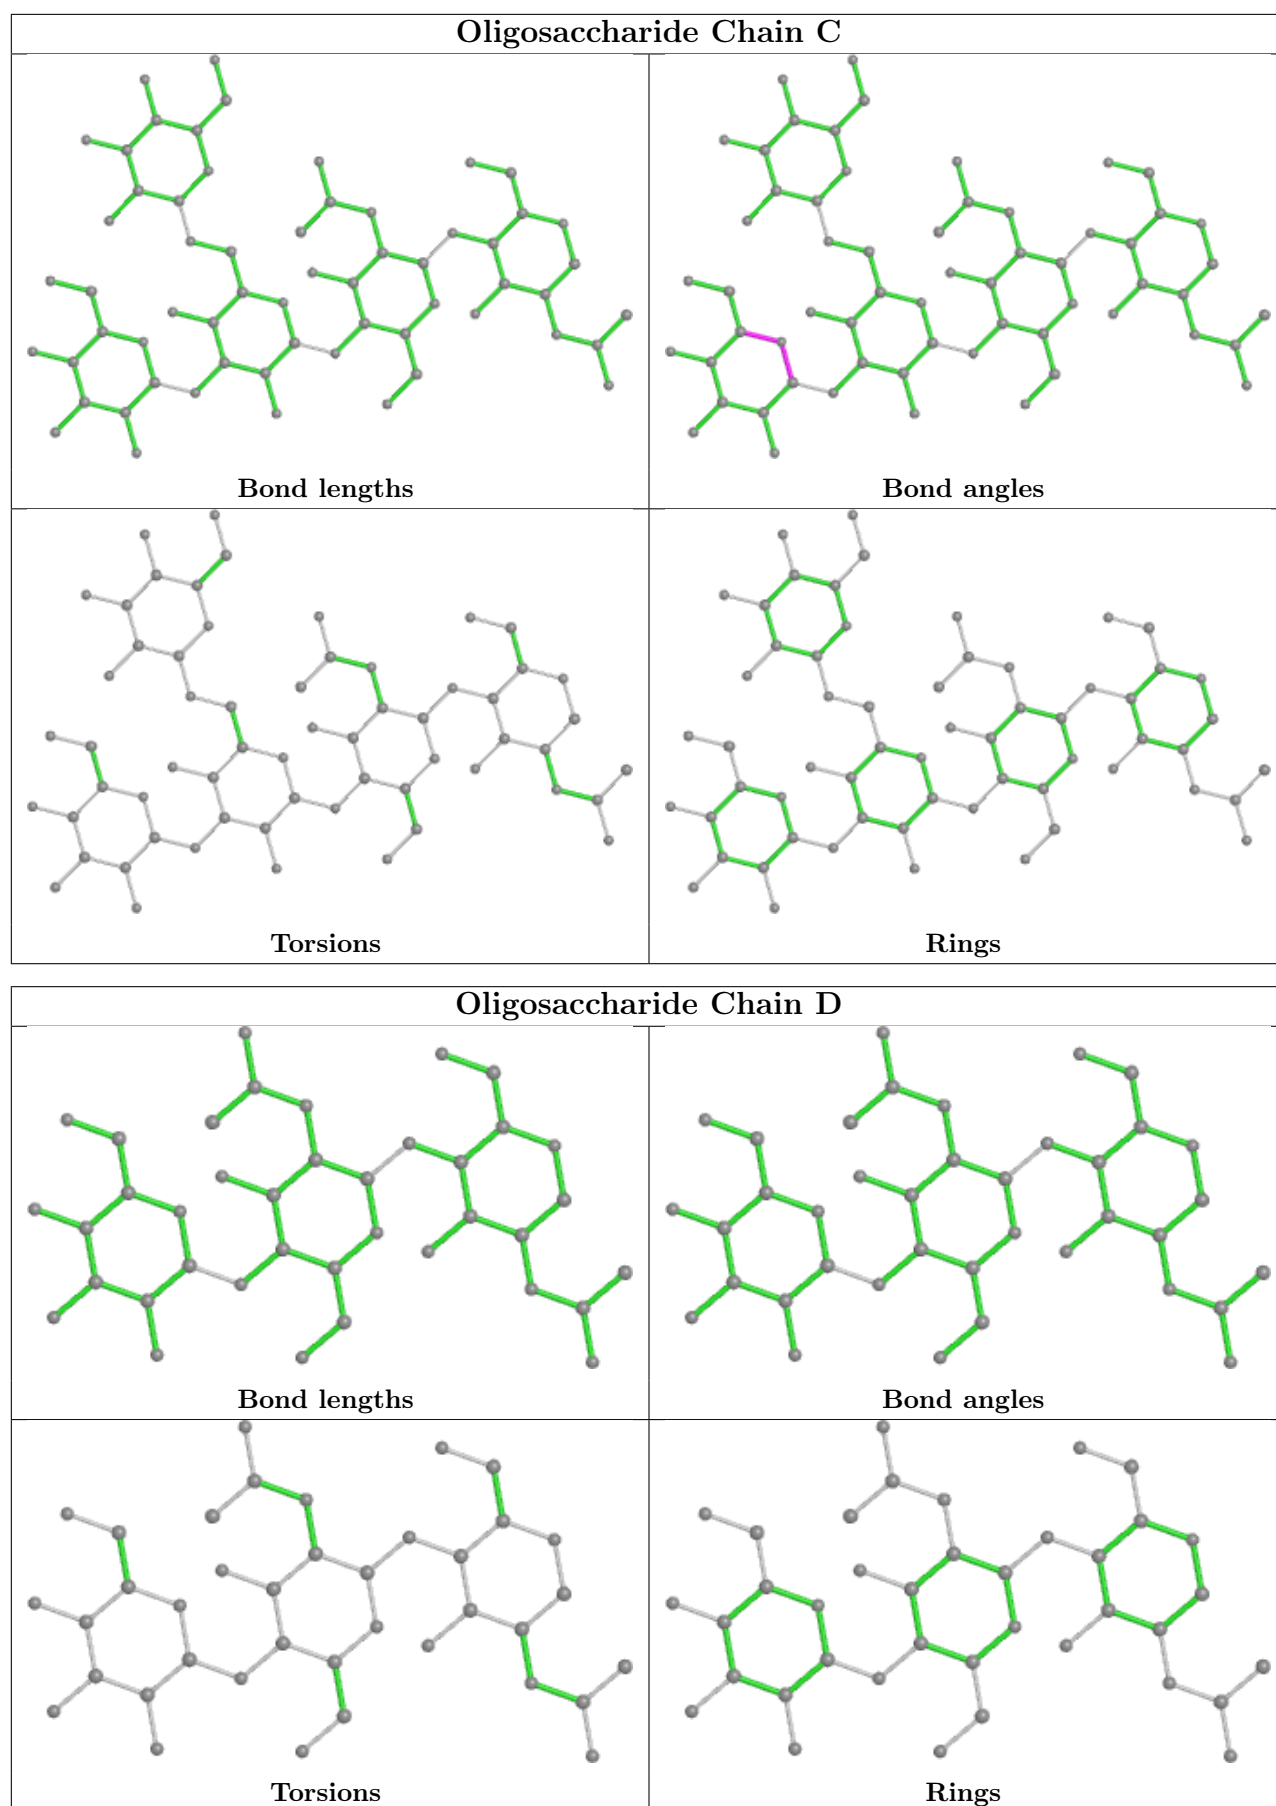 Oligosaccharide Chain C
Bond lengths
Bond angles
Torsions
Rings
Oligosaccharide Chain D
Bond lengths
Bond angles
Torsions
Rings